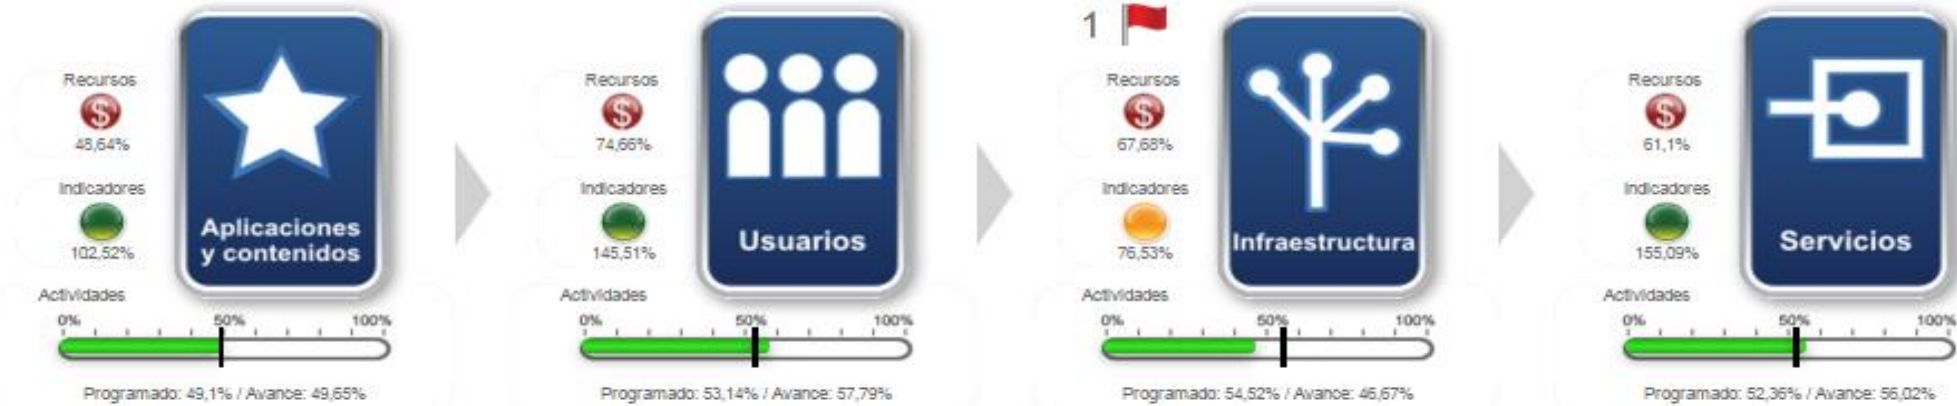 Recursos
$
48,64%
Indicadores
102,52%
Aplicaciones
y contenidos
Actividades
0% 50% 100%
Programado: 49,1% / Avance: 49,65%
Recursos
$
74,66%
Indicadores
145,51%
Usuarios
Actividades
0% 50% 100%
Programado: 53,14% / Avance: 57,79%
1
Recursos
$
67,68%
Indicadores
76,53%
Infraestructura
Actividades
0% 50% 100%
Programado: 54,52% / Avance: 46,67%
Recursos
$
61,1%
Indicadores
155,09%
Servicios
Actividades
0% 50% 100%
Programado: 52,36% / Avance: 56,02%